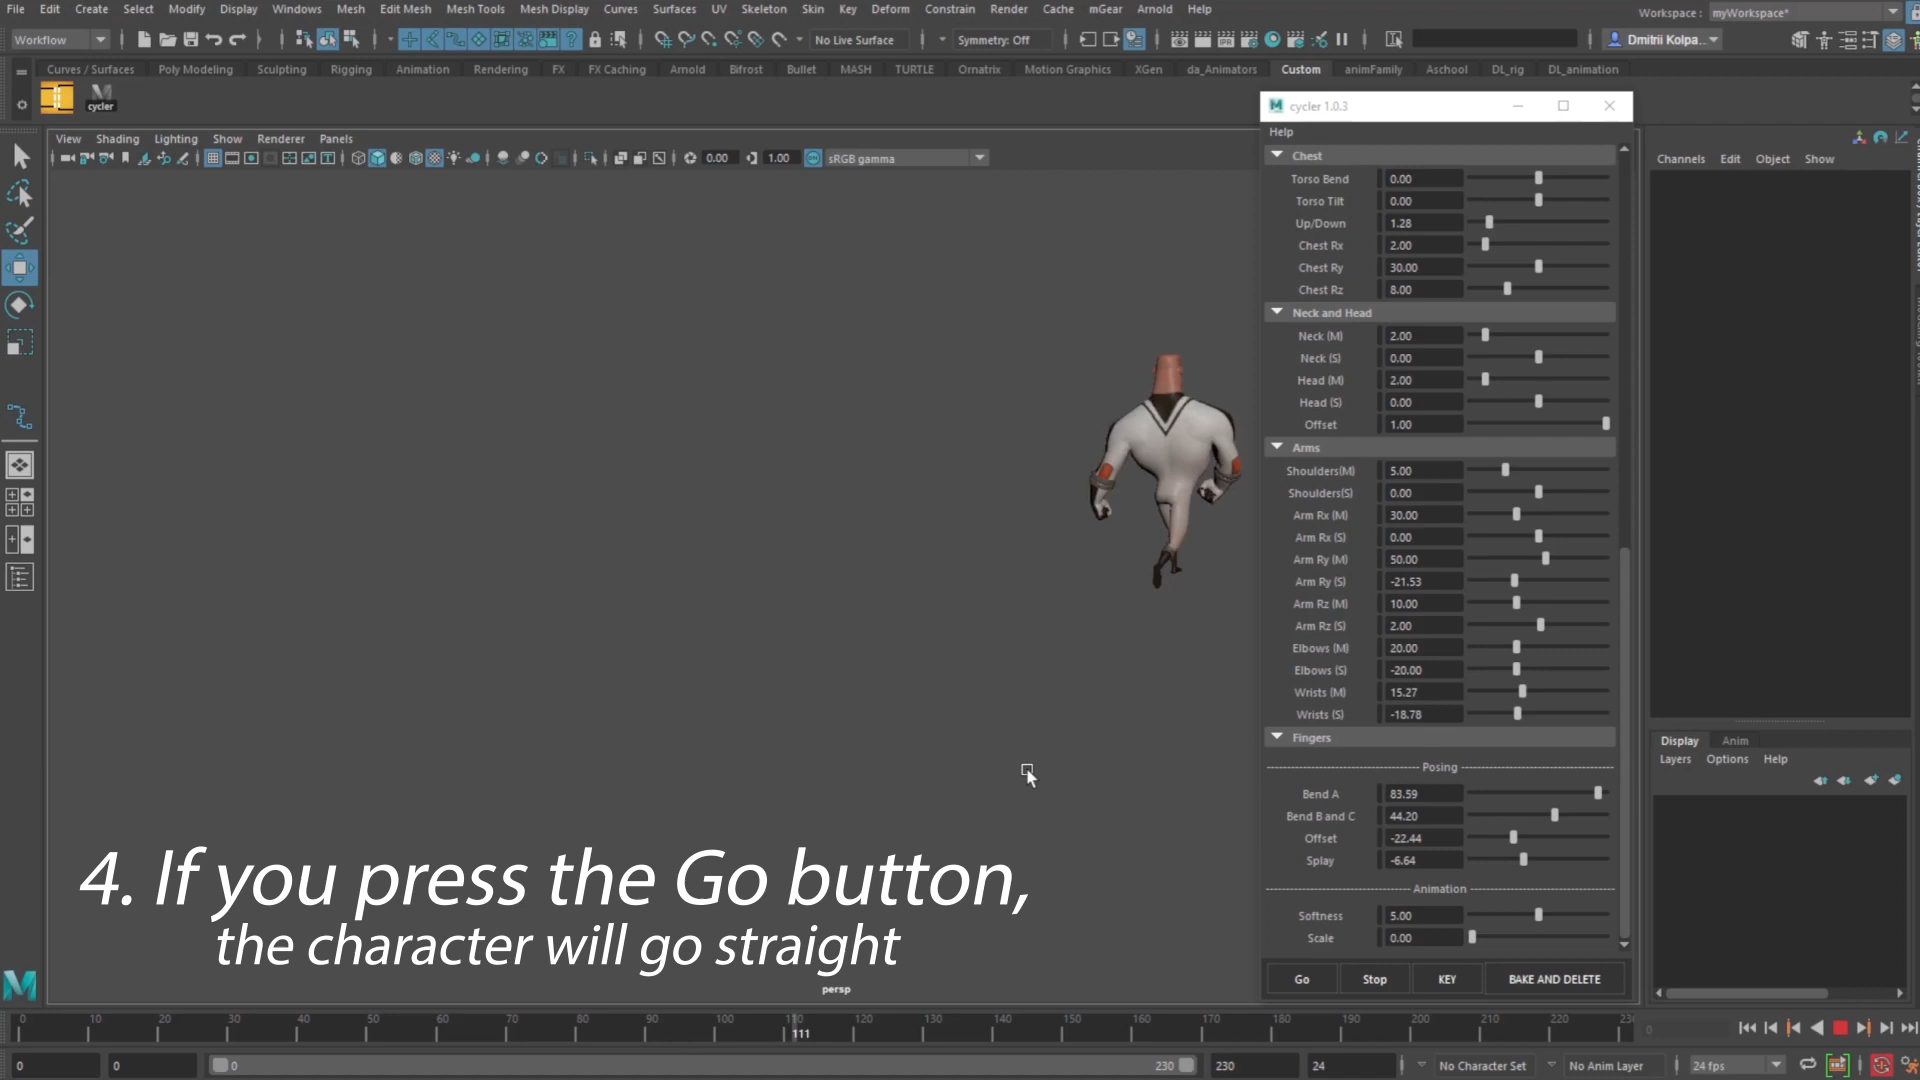 File Edit Create Select Modify Display Windows Mesh Edit Mesh Mesh Tools Mesh Display Curves Surfaces UV Skeleton Skin Key Deform Constrain Render Cache mGear Arnold Help
Workspace : myWorkspace*
Workflow No Live Surface Symmetry: Off Dmitrii Kolpa...
Curves / Surfaces Poly Modeling Sculpting Rigging Animation Rendering FX FX Caching Arnold Bifrost Bullet MASH TURTLE Ornatrix Motion Graphics XGen da_Animators Custom animFamily Aschool DL_rig DL_animation
cycler
cycler 1.0.3
Help
View Shading Lighting Show Renderer Panels
0.00 1.00 sRGB gamma
Channels Edit Object Show
Chest
Torso Bend 0.00
Torso Tilt 0.00
Up/Down 1.28
Chest Rx 2.00
Chest Ry 30.00
Chest Rz 8.00
Neck and Head
Neck (M) 2.00
Neck (S) 0.00
Head (M) 2.00
Head (S) 0.00
Offset 1.00
Arms
Shoulders(M) 5.00
Shoulders(S) 0.00
Arm Rx (M) 30.00
Arm Rx (S) 0.00
Arm Ry (M) 50.00
Arm Ry (S) -21.53
Arm Rz (M) 10.00
Arm Rz (S) 2.00
Elbows (M) 20.00
Elbows (S) -20.00
Wrists (M) 15.27
Wrists (S) -18.78
Fingers
Posing
Bend A 83.59
Bend B and C 44.20
Offset -22.44
Splay -6.64
Animation
Softness 5.00
Scale 0.00
Go Stop KEY BAKE AND DELETE
Display Anim
Layers Options Help
4. If you press the Go button,
the character will go straight
persp
0 10 20 30 40 50 60 70 80 90 100 110 120 130 140 150 160 170 180 190 200 210 220
111
0
0 0 0 230 230 24 No Character Set No Anim Layer 24 fps